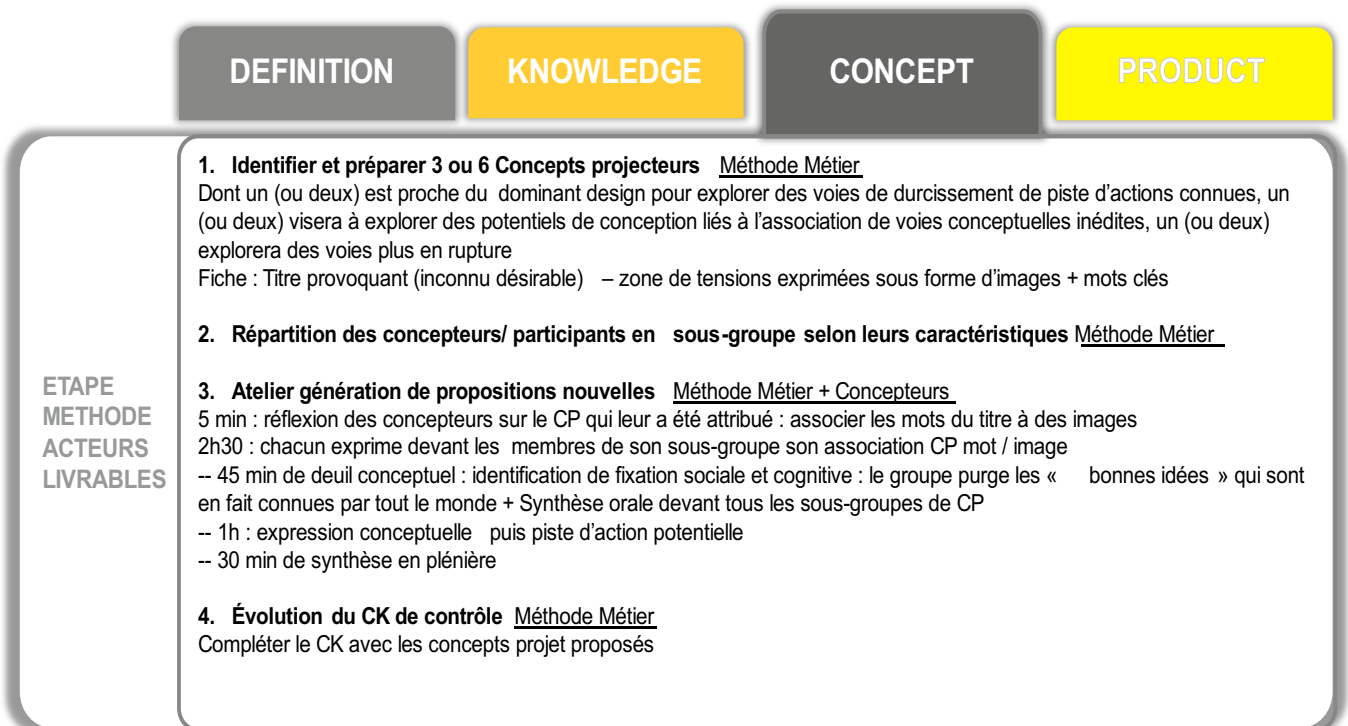 DEFINITION
KNOWLEDGE
CONCEPT
PRODUCT
ETAPE
METHODE
ACTEURS
LIVRABLES
1. Identifier et préparer 3 ou 6 Concepts projecteurs Méthode Métier
Dont un (ou deux) est proche du dominant design pour explorer des voies de durcissement de piste d’actions connues, un
(ou deux) visera à explorer des potentiels de conception liés à l’association de voies conceptuelles inédites, un (ou deux)
explorera des voies plus en rupture
Fiche : Titre provoquant (inconnu désirable) – zone de tensions exprimées sous forme d’images + mots clés
2. Répartition des concepteurs/ participants en sous-groupe selon leurs caractéristiques Méthode Métier
3. Atelier génération de propositions nouvelles Méthode Métier + Concepteurs
5 min : réflexion des concepteurs sur le CP qui leur a été attribué : associer les mots du titre à des images
2h30 : chacun exprime devant les membres de son sous-groupe son association CP mot / image
-- 45 min de deuil conceptuel : identification de fixation sociale et cognitive : le groupe purge les « bonnes idées » qui sont
en fait connues par tout le monde + Synthèse orale devant tous les sous-groupes de CP
-- 1h : expression conceptuelle puis piste d’action potentielle
-- 30 min de synthèse en plénière
4. Évolution du CK de contrôle Méthode Métier
Compléter le CK avec les concepts projet proposés